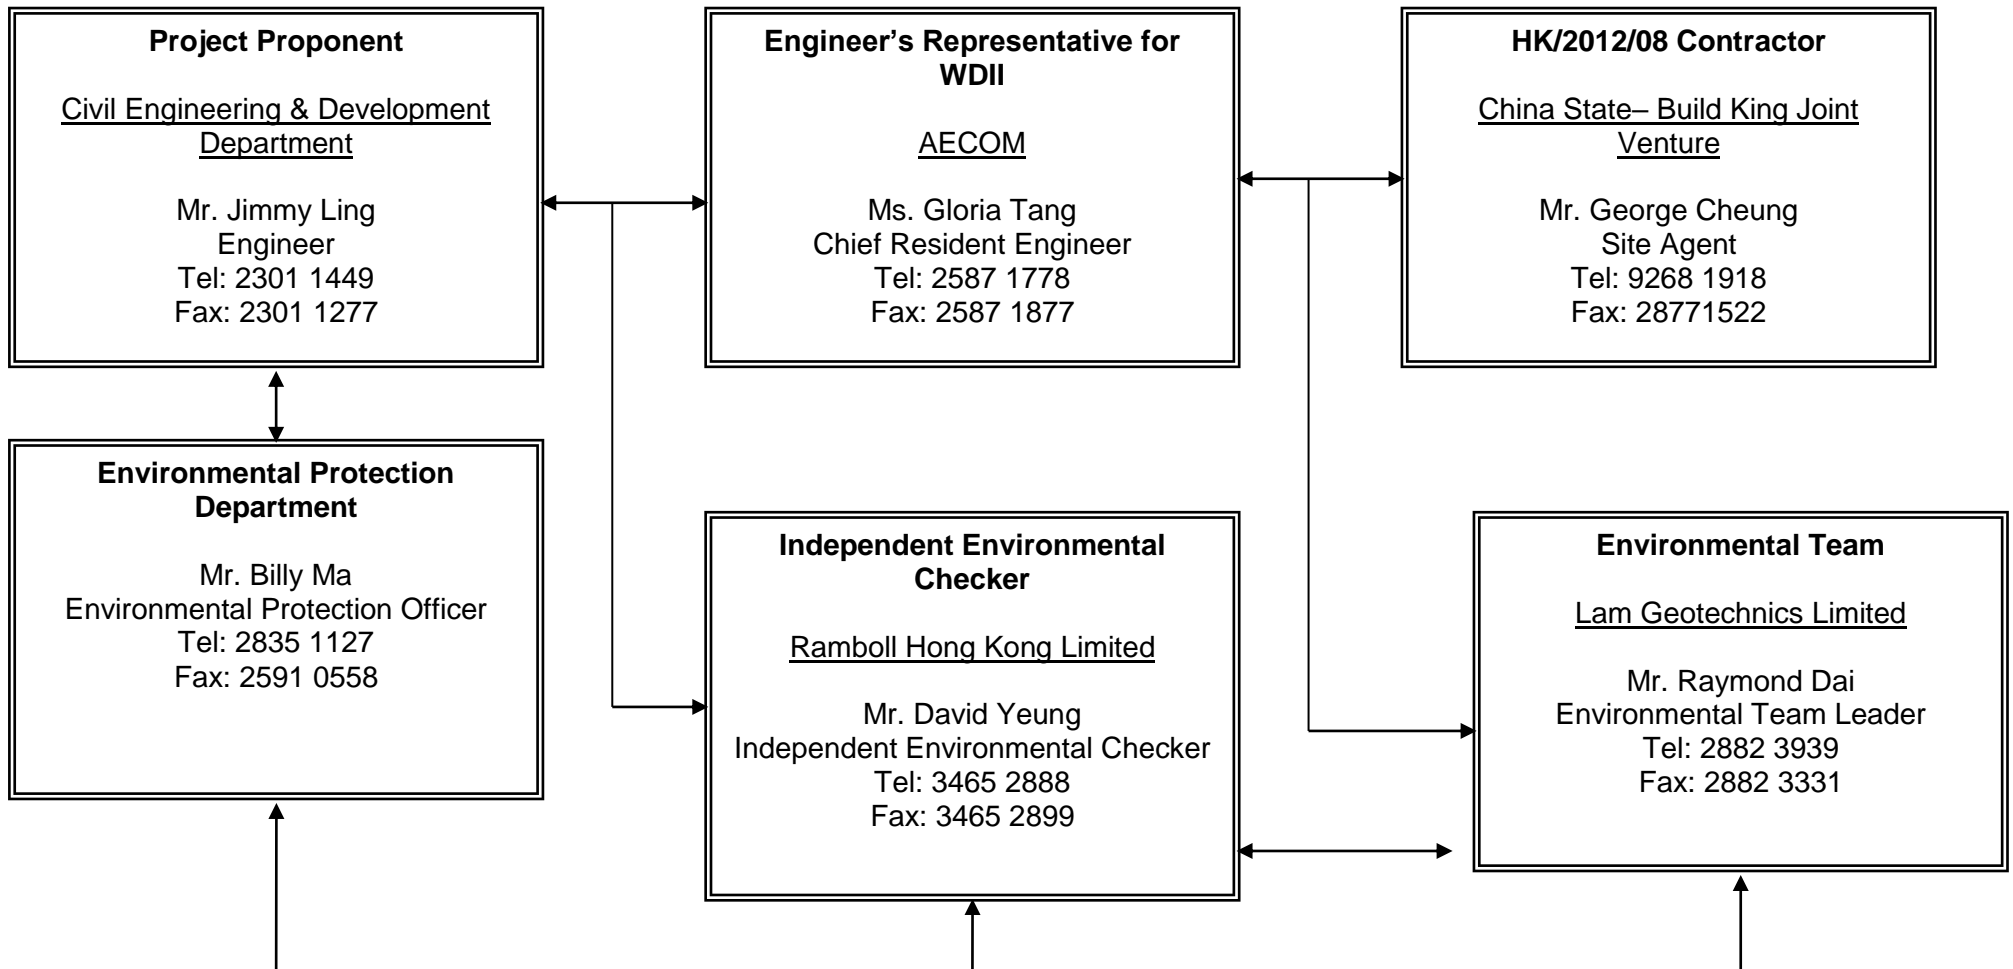 Project Proponent
Civil Engineering & Development
Department
Mr. Jimmy Ling
Engineer
Tel: 2301 1449
Fax: 2301 1277
Engineer’s Representative for
WDII
AECOM
Ms. Gloria Tang
Chief Resident Engineer
Tel: 2587 1778
Fax: 2587 1877
HK/2012/08 Contractor
China State– Build King Joint
Venture
Mr. George Cheung
Site Agent
Tel: 9268 1918
Fax: 28771522
Environmental Protection
Department
Mr. Billy Ma
Environmental Protection Officer
Tel: 2835 1127
Fax: 2591 0558
Independent Environmental
Checker
Ramboll Hong Kong Limited
Mr. David Yeung
Independent Environmental Checker
Tel: 3465 2888
Fax: 3465 2899
Environmental Team
Lam Geotechnics Limited
Mr. Raymond Dai
Environmental Team Leader
Tel: 2882 3939
Fax: 2882 3331